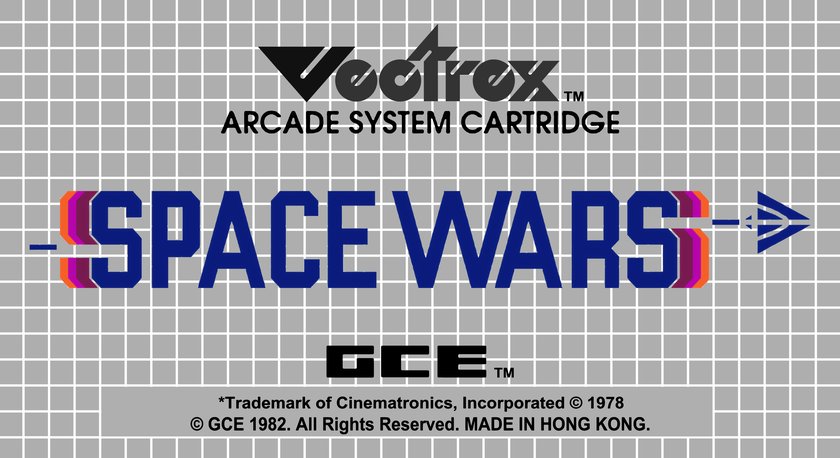 Vectrex™
ARCADE SYSTEM CARTRIDGE
SPACE WARS
GCE™
*Trademark of Cinematronics, Incorporated © 1978
© GCE 1982. All Rights Reserved. MADE IN HONG KONG.